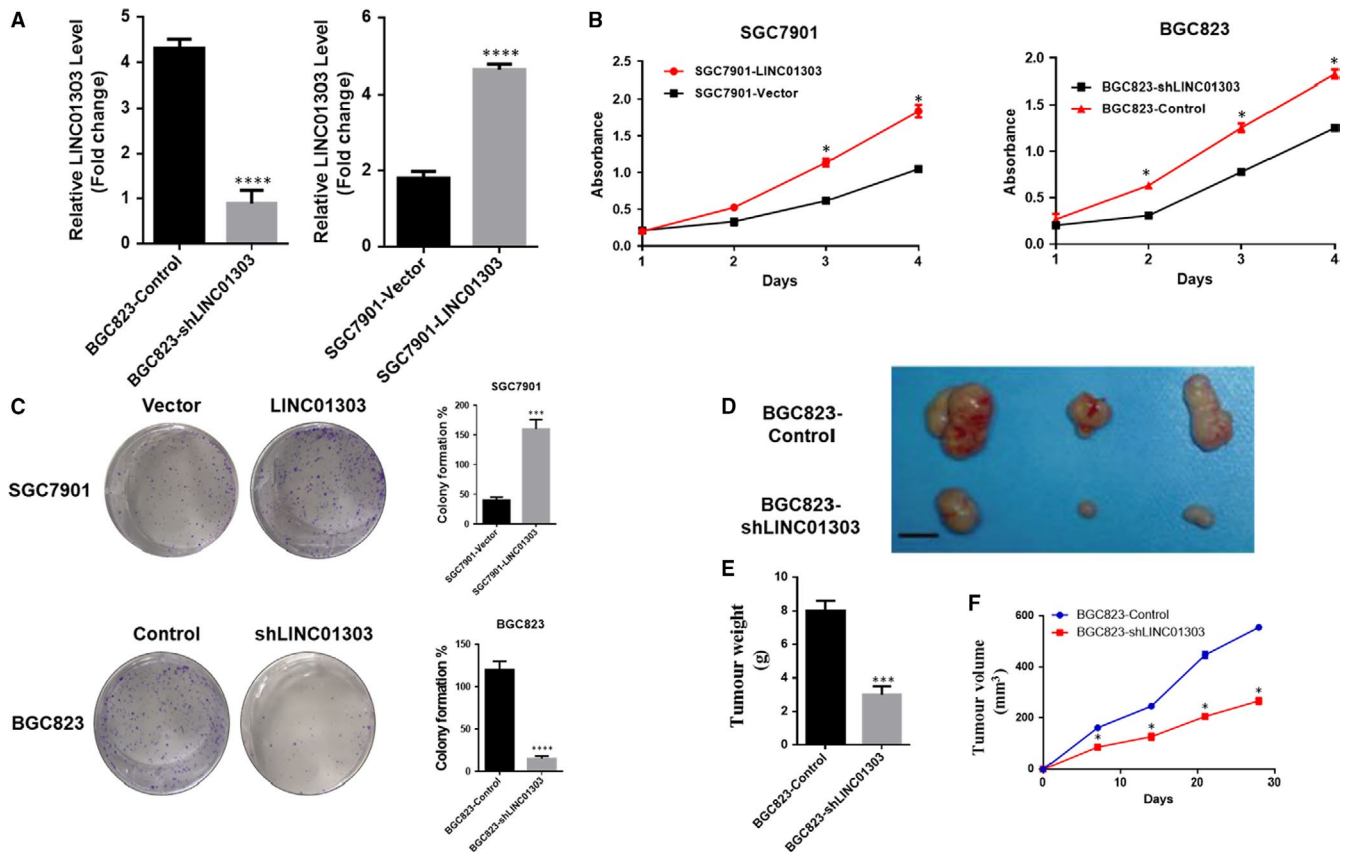 A
Relative LINC01303 Level
(Fold change)
5
4
3
2
1
0
****
BGC823-Control
BGC823-shLINC01303
Relative LINC01303 Level
(Fold change)
6
4
2
0
****
SGC7901-Vector
SGC7901-LINC01303
B
SGC7901
Absorbance
2.5
2.0
1.5
1.0
0.5
0.0
SGC7901-LINC01303
SGC7901-Vector
*
*
1 2 3 4
Days
BGC823
Absorbance
2.0
1.5
1.0
0.5
0.0
BGC823-shLINC01303
BGC823-Control
*
*
*
1 2 3 4
Days
C
Vector LINC01303
SGC7901
SGC7901
Colony formation %
200
150
100
50
0
***
SGC7901-Vector
SGC7901-LINC01303
Control shLINC01303
BGC823
BGC823
Colony formation %
150
100
50
0
****
BGC823-Control
BGC823-shLINC01303
D
BGC823-
Control
BGC823-
shLINC01303
E
Tumour weight
(g)
10
8
6
4
2
0
***
BGC823-Control
BGC823-shLINC01303
F
Tumour volume
(mm³)
600
400
200
0
BGC823-Control
BGC823-shLINC01303
*
*
*
*
0 10 20 30
Days